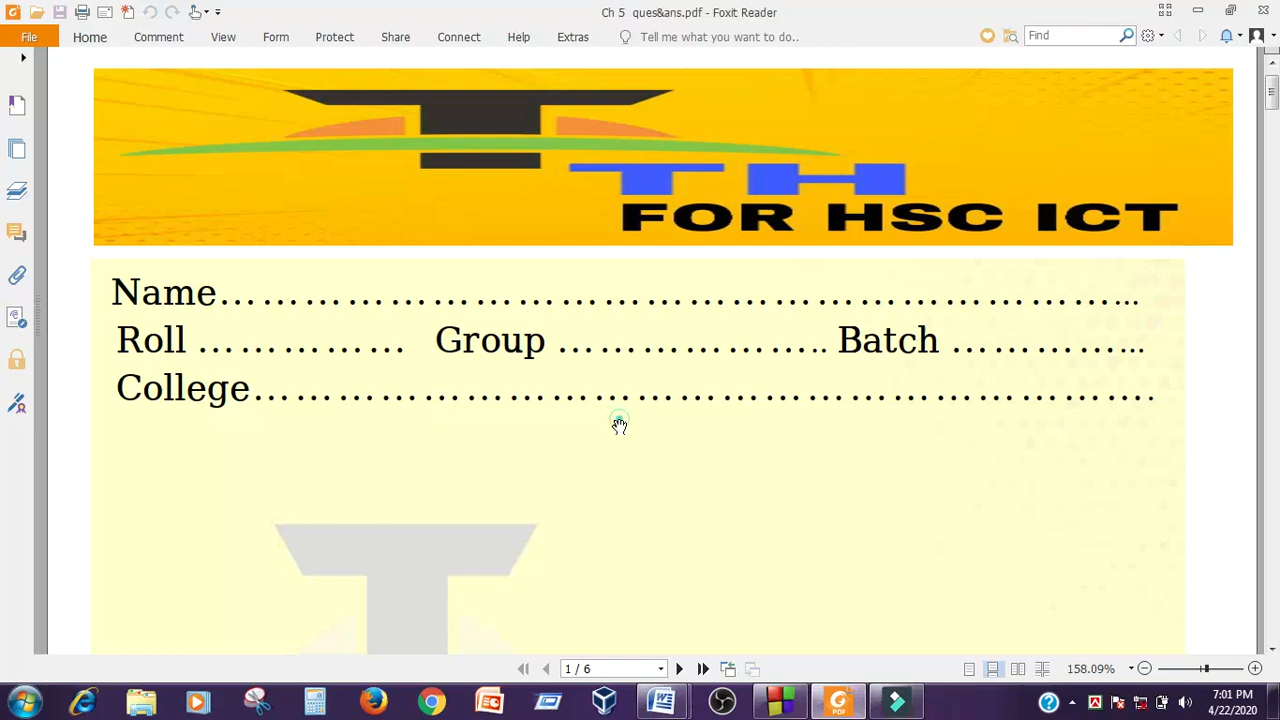 Ch 5 ques&ans.pdf - Foxit Reader
File Home Comment View Form Protect Share Connect Help Extras Tell me what you want to do.. Find
TH
FOR HSC ICT
Name………………………………………………………...
Roll …………… Group ……………….. Batch …………...
College……………………………………………………….
1 / 6
158.09%
7:01 PM
4/22/2020